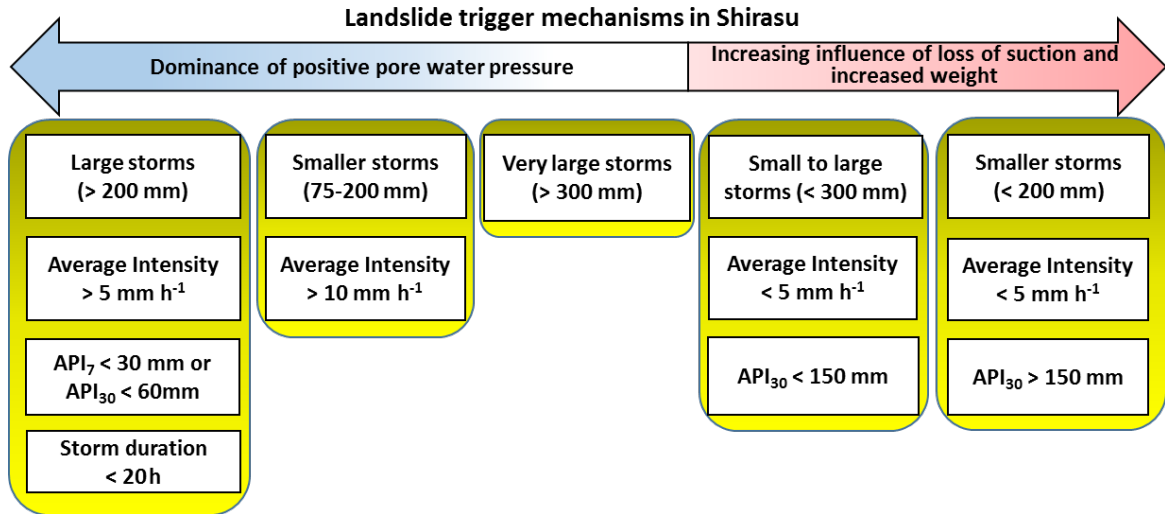 Landslide trigger mechanisms in Shirasu
Dominance of positive pore water pressure
Increasing influence of loss of suction and
increased weight
Large storms
(> 200 mm)
Average Intensity
> 5 mm h⁻¹
API₇ < 30 mm or
API₃₀ < 60mm
Storm duration
< 20h
Smaller storms
(75-200 mm)
Average Intensity
> 10 mm h⁻¹
Very large storms
(> 300 mm)
Small to large
storms (< 300 mm)
Average Intensity
< 5 mm h⁻¹
API₃₀ < 150 mm
Smaller storms
(< 200 mm)
Average Intensity
< 5 mm h⁻¹
API₃₀ > 150 mm